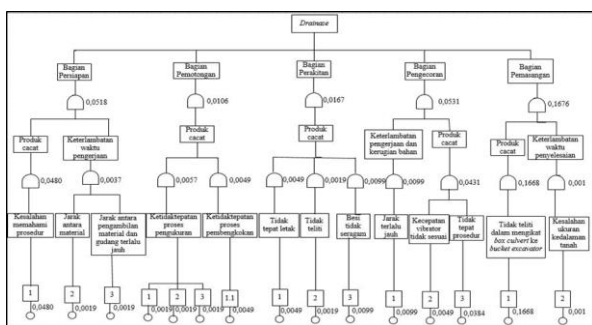 Drainase
Bagian
Persiapan
Bagian
Pemotongan
Bagian
Perakitan
Bagian
Pengecoran
Bagian
Pemasangan
0,0518
0,0106
0,0167
0,0531
0,1676
Produk
cacat
Keterlambatan
waktu
pengerjaan
Produk
cacat
Produk
cacat
Keterlambatan
pengerjaan dan
kerugian bahan
Produk
cacat
Produk
cacat
Keterlambatan
waktu
penyelesaian
0,0480
0,0037
0,0057
0,0049
0,0049
0,0019
0,0099
0,0099
0,0431
0,1668
0,001
Kesalahan
memahami
prosedur
Jarak antara
material
Jarak antara
pengambilan
material dan
gudang terlalu
jauh
Ketidaktepatan
proses
pengukuran
Ketidaktepatan
proses
pembengkokan
Tidak
tepat letak
Tidak
teliti
Besi
tidak
seragam
Jarak
terlalu
jauh
Kecepatan
vibrator
tidak sesuai
Tidak
tepat
prosedur
Tidak teliti
dalam mengikat
box culvert ke
bucket excavator
Kesalahan
ukuran
kedalaman
tanah
1
2
3
1
2
3
1.1
1
2
3
1
2
3
1
2
0,0480
0,0019
0,0019
0,0019
0,0019
0,0019
0,0049
0,0049
0,0019
0,0099
0,0099
0,0049
0,0384
0,1668
0,001